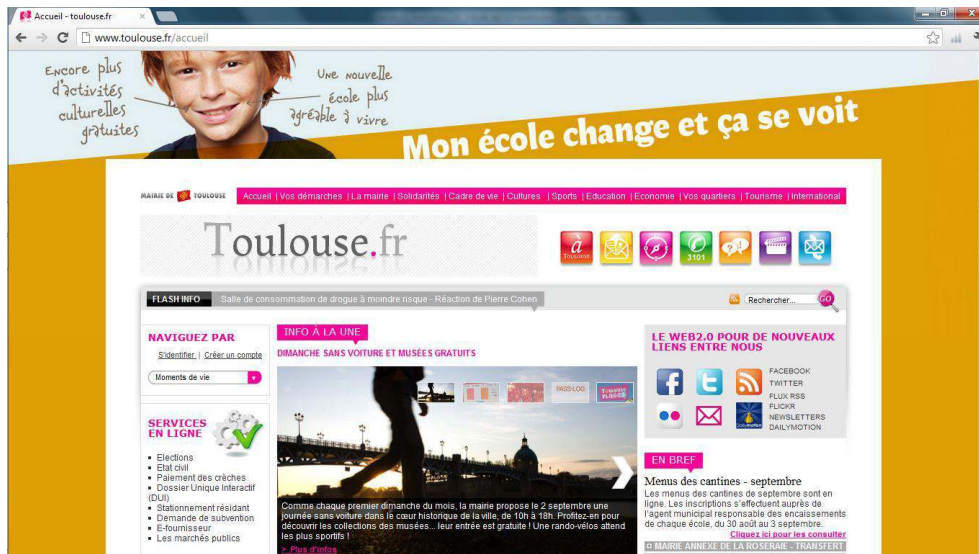 Accueil - toulouse.fr
www.toulouse.fr/accueil
Encore plus
d'activités
culturelles
gratuites
Une nouvelle
école plus
agréable à vivre
Mon école change et ça se voit
MAIRIE DE TOULOUSE
Accueil | Vos démarches | La mairie | Solidarités | Cadre de vie | Cultures | Sports | Education | Economie | Vos quartiers | Tourisme | International
Toulouse.fr
à
TOULOUSE
3101
FLASH INFO
Salle de consommation de drogue à moindre risque - Réaction de Pierre Cohen
Rechercher...
GO
NAVIGUEZ PAR
S'identifier | Créer un compte
Moments de vie
SERVICES
EN LIGNE
Elections
Etat civil
Paiement des crèches
Dossier Unique Interactif
(DUI)
Stationnement résidant
Demande de subvention
E-fournisseur
Les marchés publics
INFO À LA UNE
DIMANCHE SANS VOITURE ET MUSÉES GRATUITS
PASS-LOG
Comme chaque premier dimanche du mois, la mairie propose le 2 septembre une
journée sans voiture dans le cœur historique de la ville, de 10h à 18h. Profitez-en pour
découvrir les collections des musées... leur entrée est gratuite ! Une rando-vélos attend
les plus sportifs !
> Plus d'infos
LE WEB2.0 POUR DE NOUVEAUX
LIENS ENTRE NOUS
Dailymotion
FACEBOOK
TWITTER
FLUX RSS
FLICKR
NEWSLETTERS
DAILYMOTION
EN BREF
Menus des cantines - septembre
Les menus des cantines de septembre sont en
ligne. Les inscriptions s'effectuent auprès de
l'agent municipal responsable des encaissements
de chaque école, du 30 août au 3 septembre.
Cliquez ici pour les consulter
MAIRIE ANNEXE DE LA ROSERAIE - TRANSFERT